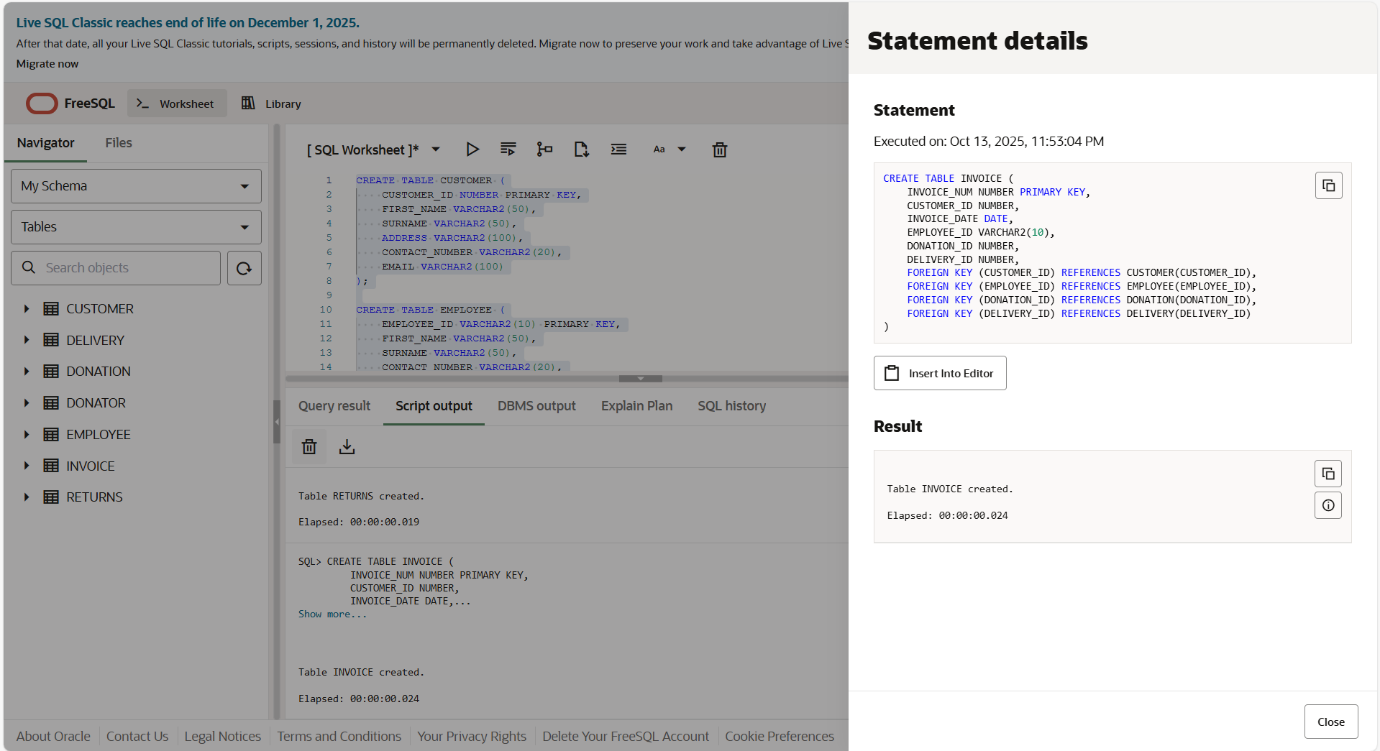 Live SQL Classic reaches end of life on December 1, 2025.
After that date, all your Live SQL Classic tutorials, scripts, sessions, and history will be permanently deleted. Migrate now to preserve your work and take advantage of Live S
Migrate now
FreeSQL
Worksheet
Library
Navigator
Files
My Schema
Tables
Search objects
CUSTOMER
DELIVERY
DONATION
DONATOR
EMPLOYEE
INVOICE
RETURNS
[ SQL Worksheet ]*
Aa
1 CREATE TABLE CUSTOMER (
2 ····CUSTOMER_ID NUMBER PRIMARY KEY,
3 ····FIRST_NAME VARCHAR2(50),
4 ····SURNAME VARCHAR2(50),
5 ····ADDRESS VARCHAR2(100),
6 ····CONTACT_NUMBER VARCHAR2(20),
7 ····EMAIL VARCHAR2(100)
8 );
9
10 CREATE TABLE EMPLOYEE (
11 ····EMPLOYEE_ID VARCHAR2(10) PRIMARY KEY,
12 ····FIRST_NAME VARCHAR2(50),
13 ····SURNAME VARCHAR2(50),
14 ····CONTACT_NUMBER VARCHAR2(20),
Query result
Script output
DBMS output
Explain Plan
SQL history
Table RETURNS created.
Elapsed: 00:00:00.019
SQL> CREATE TABLE INVOICE (
INVOICE_NUM NUMBER PRIMARY KEY,
CUSTOMER_ID NUMBER,
INVOICE_DATE DATE,...
Show more...
Table INVOICE created.
Elapsed: 00:00:00.024
About Oracle
Contact Us
Legal Notices
Terms and Conditions
Your Privacy Rights
Delete Your FreeSQL Account
Cookie Preferences
Statement details
Statement
Executed on: Oct 13, 2025, 11:53:04 PM
CREATE TABLE INVOICE (
INVOICE_NUM NUMBER PRIMARY KEY,
CUSTOMER_ID NUMBER,
INVOICE_DATE DATE,
EMPLOYEE_ID VARCHAR2(10),
DONATION_ID NUMBER,
DELIVERY_ID NUMBER,
FOREIGN KEY (CUSTOMER_ID) REFERENCES CUSTOMER(CUSTOMER_ID),
FOREIGN KEY (EMPLOYEE_ID) REFERENCES EMPLOYEE(EMPLOYEE_ID),
FOREIGN KEY (DONATION_ID) REFERENCES DONATION(DONATION_ID),
FOREIGN KEY (DELIVERY_ID) REFERENCES DELIVERY(DELIVERY_ID)
)
Insert Into Editor
Result
Table INVOICE created.
Elapsed: 00:00:00.024
Close